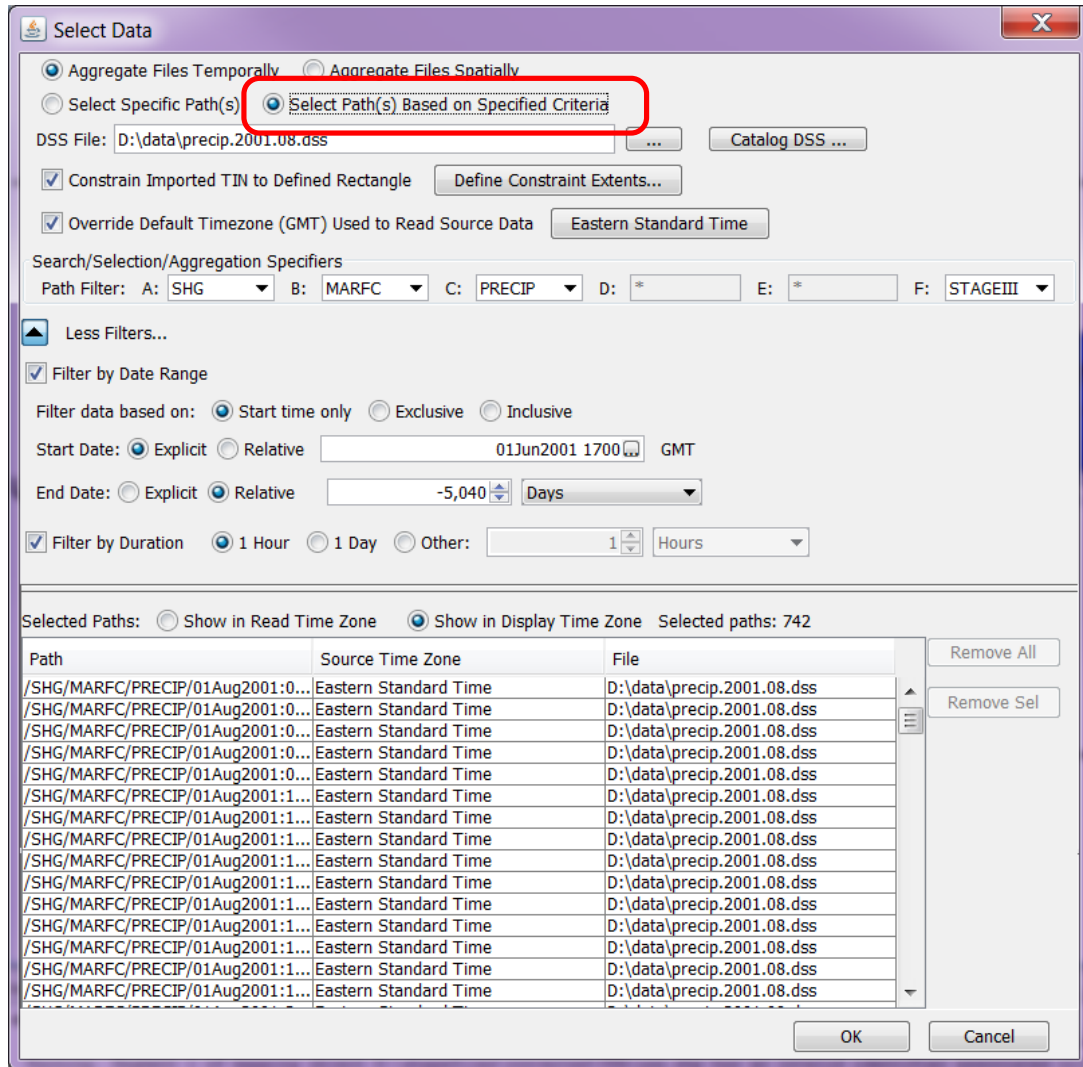 Select Data
Aggregate Files Temporally Aggregate Files Spatially
Select Specific Path(s) Select Path(s) Based on Specified Criteria
DSS File: D:\data\precip.2001.08.dss ... Catalog DSS ...
Constrain Imported TIN to Defined Rectangle Define Constraint Extents...
Override Default Timezone (GMT) Used to Read Source Data Eastern Standard Time
Search/Selection/Aggregation Specifiers
Path Filter: A: SHG B: MARFC C: PRECIP D: * E: * F: STAGEIII
Less Filters...
Filter by Date Range
Filter data based on: Start time only Exclusive Inclusive
Start Date: Explicit Relative 01Jun2001 1700 ... GMT
End Date: Explicit Relative -5,040 Days
Filter by Duration 1 Hour 1 Day Other: 1 Hours
Selected Paths: Show in Read Time Zone Show in Display Time Zone Selected paths: 742
Path Source Time Zone File Remove All
/SHG/MARFC/PRECIP/01Aug2001:0... Eastern Standard Time D:\data\precip.2001.08.dss
/SHG/MARFC/PRECIP/01Aug2001:0... Eastern Standard Time D:\data\precip.2001.08.dss Remove Sel
/SHG/MARFC/PRECIP/01Aug2001:0... Eastern Standard Time D:\data\precip.2001.08.dss
/SHG/MARFC/PRECIP/01Aug2001:0... Eastern Standard Time D:\data\precip.2001.08.dss
/SHG/MARFC/PRECIP/01Aug2001:0... Eastern Standard Time D:\data\precip.2001.08.dss
/SHG/MARFC/PRECIP/01Aug2001:1... Eastern Standard Time D:\data\precip.2001.08.dss
/SHG/MARFC/PRECIP/01Aug2001:1... Eastern Standard Time D:\data\precip.2001.08.dss
/SHG/MARFC/PRECIP/01Aug2001:1... Eastern Standard Time D:\data\precip.2001.08.dss
/SHG/MARFC/PRECIP/01Aug2001:1... Eastern Standard Time D:\data\precip.2001.08.dss
/SHG/MARFC/PRECIP/01Aug2001:1... Eastern Standard Time D:\data\precip.2001.08.dss
/SHG/MARFC/PRECIP/01Aug2001:1... Eastern Standard Time D:\data\precip.2001.08.dss
/SHG/MARFC/PRECIP/01Aug2001:1... Eastern Standard Time D:\data\precip.2001.08.dss
/SHG/MARFC/PRECIP/01Aug2001:1... Eastern Standard Time D:\data\precip.2001.08.dss
/SHG/MARFC/PRECIP/01Aug2001:1... Eastern Standard Time D:\data\precip.2001.08.dss
/SHG/MARFC/PRECIP/01Aug2001:1... Eastern Standard Time D:\data\precip.2001.08.dss
OK Cancel